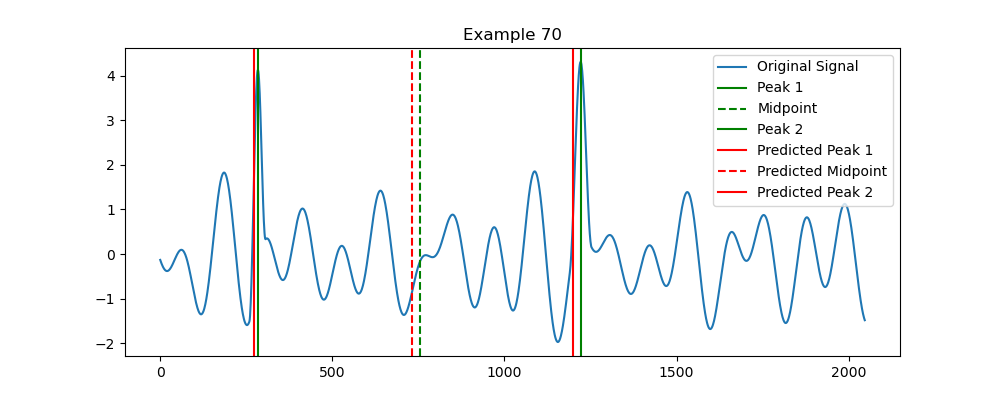 Example 70
4
3
2
1
0
−1
−2
0
500
1000
1500
2000
Original Signal
Peak 1
Midpoint
Peak 2
Predicted Peak 1
Predicted Midpoint
Predicted Peak 2